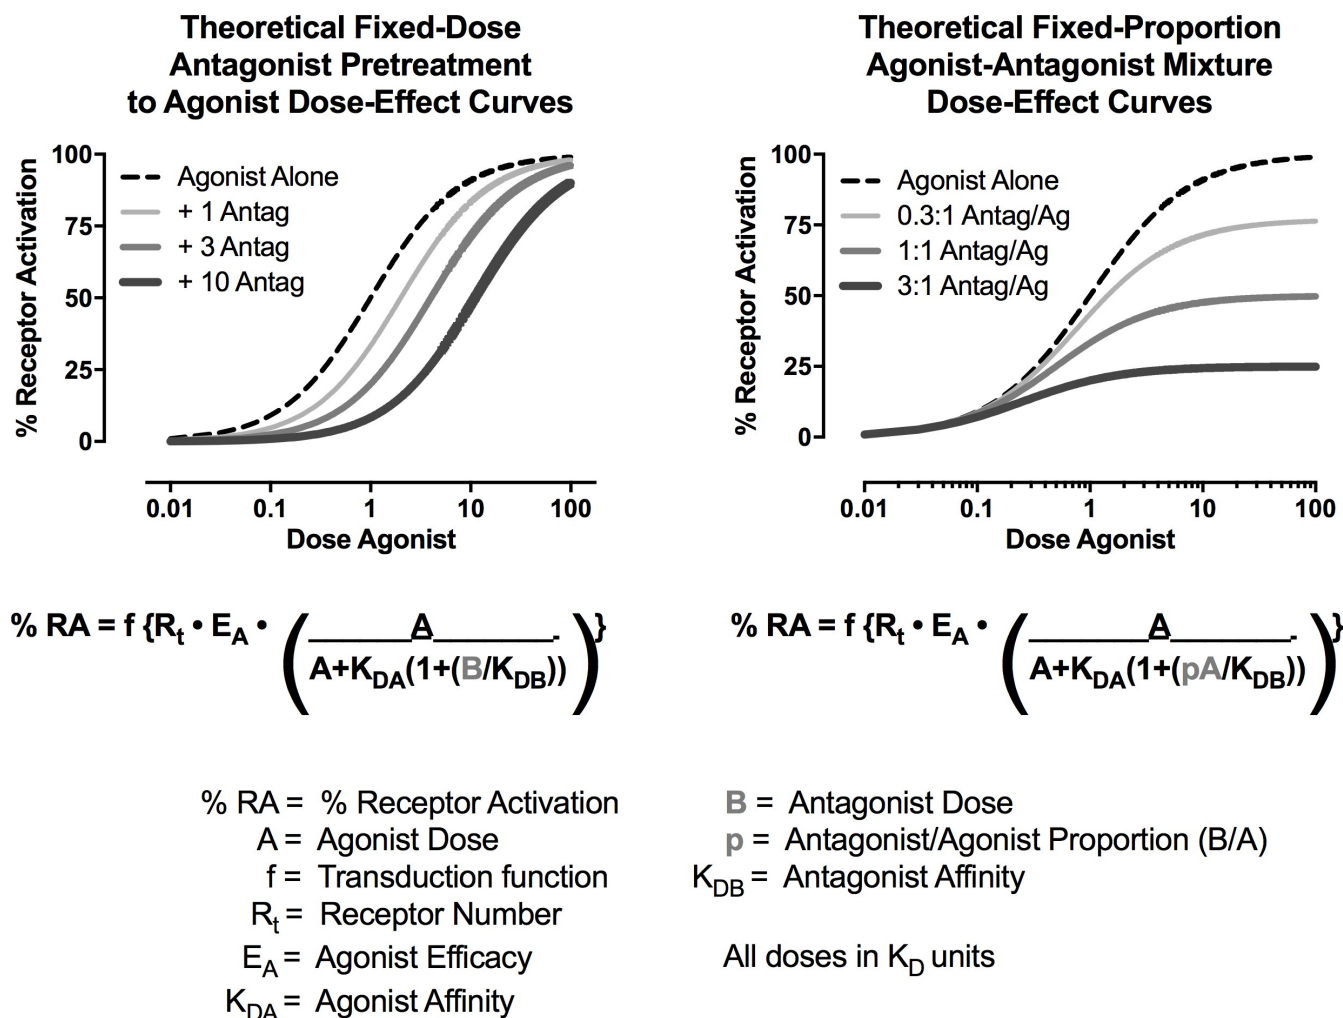 Theoretical Fixed-Dose
Antagonist Pretreatment
to Agonist Dose-Effect Curves
% Receptor Activation
100
75
50
25
0
Agonist Alone
+ 1 Antag
+ 3 Antag
+ 10 Antag
0.01 0.1 1 10 100
Dose Agonist
Theoretical Fixed-Proportion
Agonist-Antagonist Mixture
Dose-Effect Curves
% Receptor Activation
100
75
50
25
0
Agonist Alone
0.3:1 Antag/Ag
1:1 Antag/Ag
3:1 Antag/Ag
0.01 0.1 1 10 100
Dose Agonist
% RA = f {Rt • EA • ( A / A+KDA(1+(B/KDB)) )}
% RA = f {Rt • EA • ( A / A+KDA(1+(pA/KDB)) )}
% RA = % Receptor Activation
A = Agonist Dose
f = Transduction function
Rt = Receptor Number
EA = Agonist Efficacy
KDA = Agonist Affinity
B = Antagonist Dose
p = Antagonist/Agonist Proportion (B/A)
KDB = Antagonist Affinity
All doses in KD units